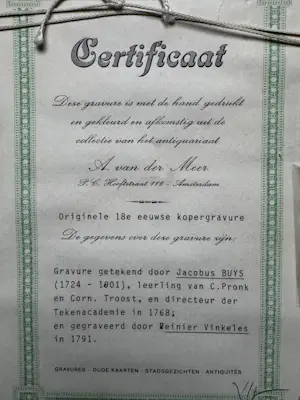 Certificaat
Deze gravure is met de hand gedrukt
en gekleurd en afkomstig uit de
collectie van het antiquariaat
A. van der Meer
P. C. Hooftstraat 112 - Amsterdam
Originele 18e eeuwse kopergravure
De gegevens over deze gravure zijn:
Gravure getekend door Jacobus BUYS
(1724 - 1801), leerling van C.Pronk
en Corn. Troost, en directeur der
Tekenacademie in 1768;
en gegraveerd door Reinier Vinkeles
in 1791.
GRAVURES - OUDE KAARTEN - STADSGEZICHTEN - ANTIQUITÉS